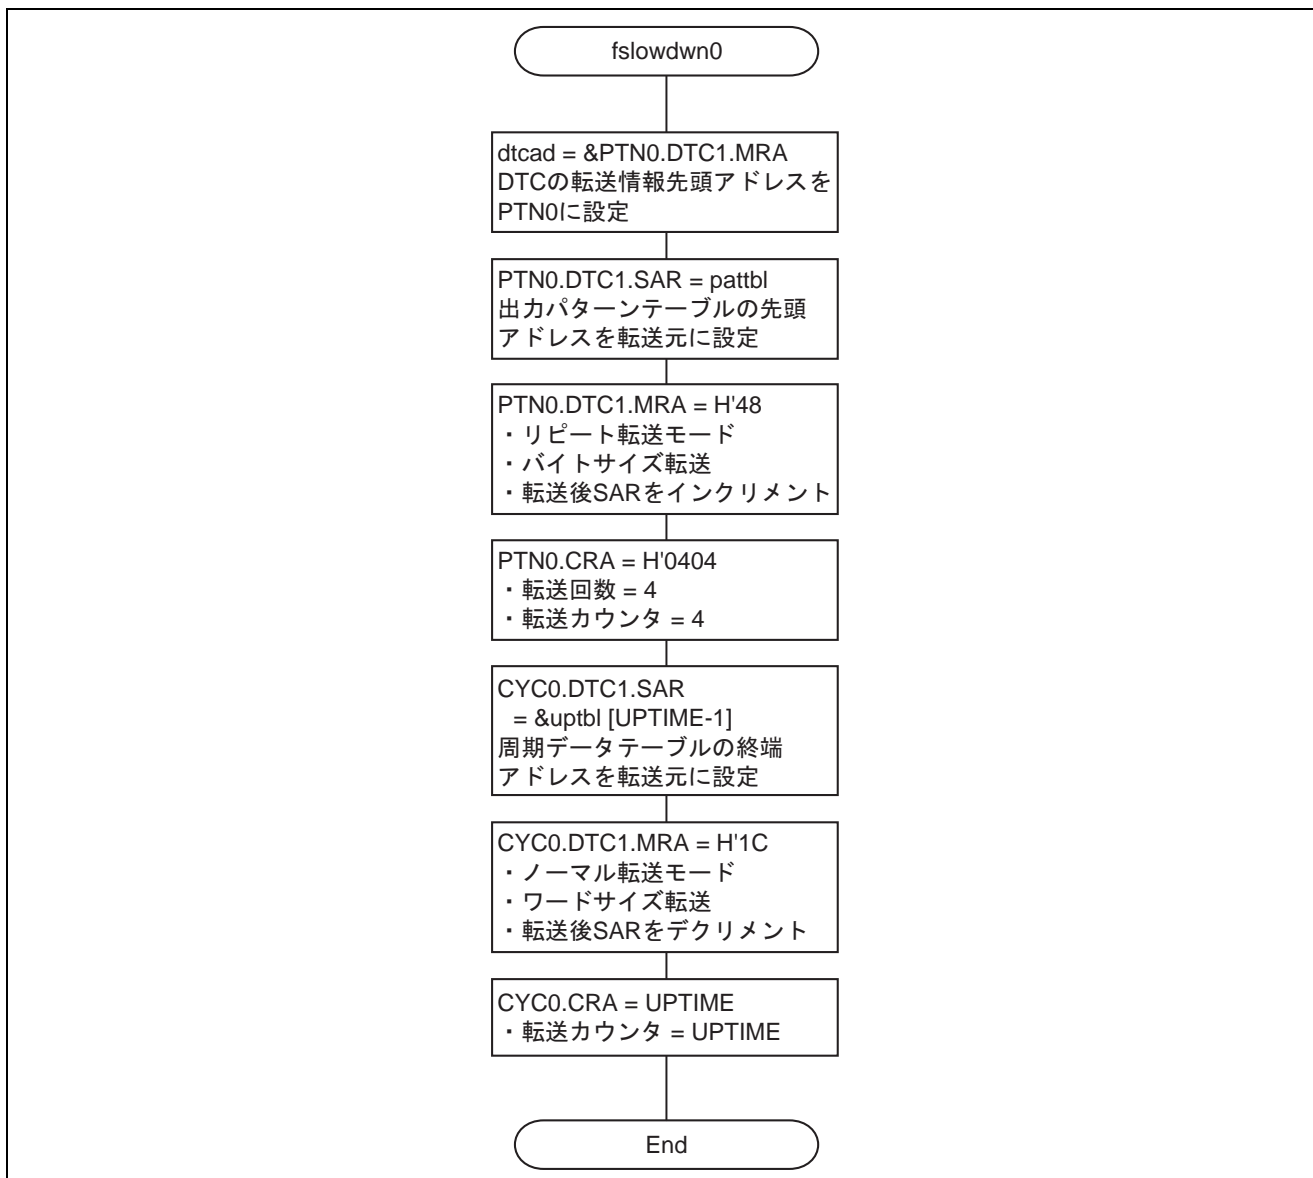 fslowdwn0
dtcad = &PTN0.DTC1.MRA
DTCの転送情報先頭アドレスを
PTN0に設定
PTN0.DTC1.SAR = pattbl
出力パターンテーブルの先頭
アドレスを転送元に設定
PTN0.DTC1.MRA = H'48
・リピート転送モード
・バイトサイズ転送
・転送後SARをインクリメント
PTN0.CRA = H'0404
・転送回数 = 4
・転送カウンタ = 4
CYC0.DTC1.SAR
= &uptbl [UPTIME-1]
周期データテーブルの終端
アドレスを転送元に設定
CYC0.DTC1.MRA = H'1C
・ノーマル転送モード
・ワードサイズ転送
・転送後SARをデクリメント
CYC0.CRA = UPTIME
・転送カウンタ = UPTIME
End